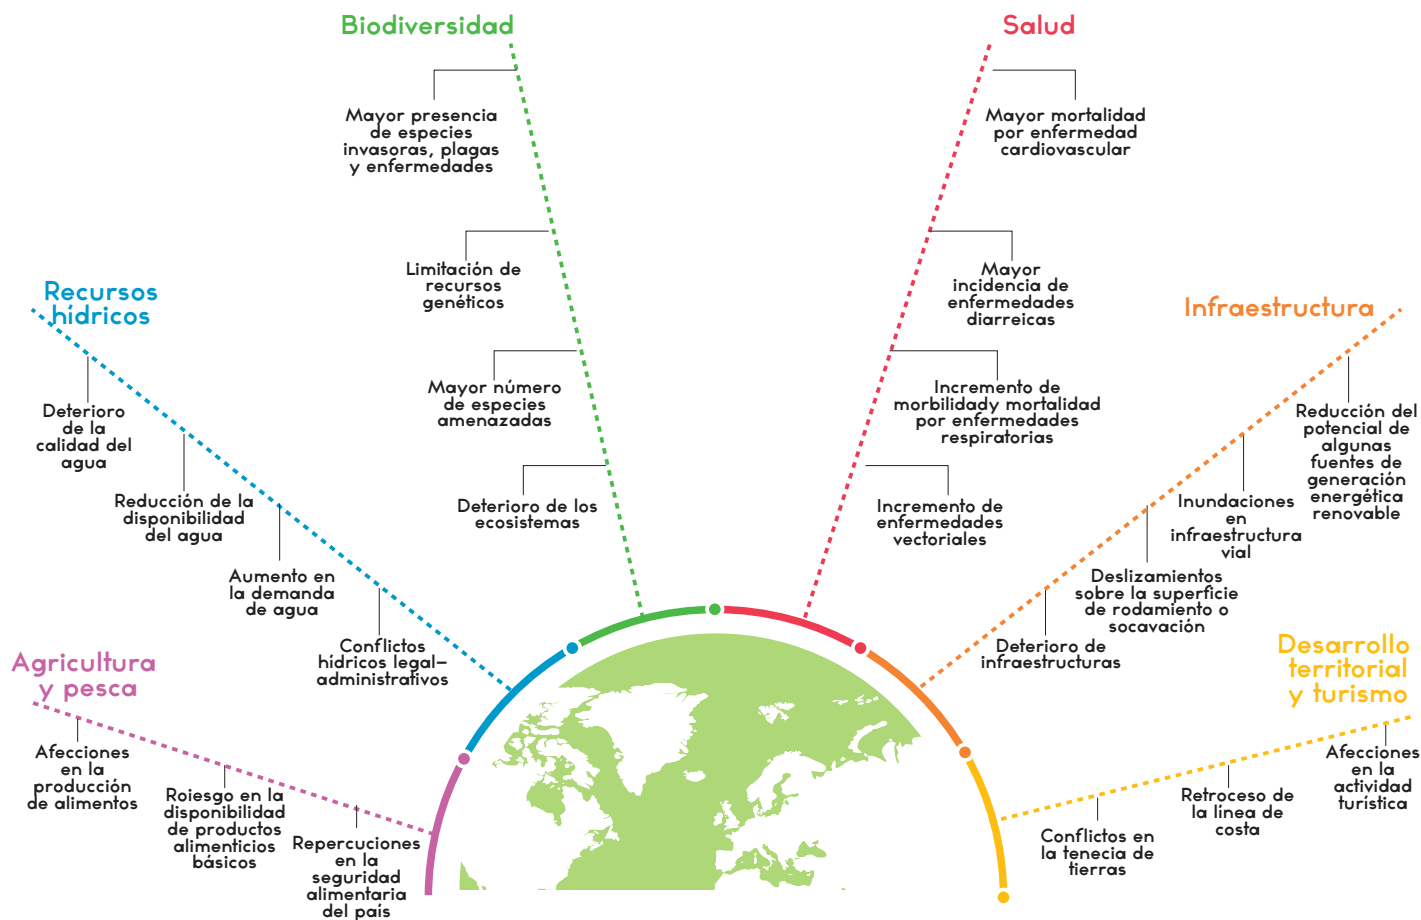 Biodiversidad
Mayor presencia
de especies
invasoras, plagas
y enfermedades
Limitación de
recursos
genéticos
Mayor número
de especies
amenazadas
Deterioro de los
ecosistemas
Salud
Mayor mortalidad
por enfermedad
cardiovascular
Mayor
incidencia de
enfermedades
diarreicas
Incremento de
morbilidady mortalidad
por enfermedades
respiratorias
Incremento de
enfermedades
vectoriales
Recursos
hídricos
Deterioro
de la
calidad del
agua
Reducción de la
disponibilidad
del agua
Aumento en
la demanda
de agua
Conflictos
hídricos legal-
administrativos
Infraestructura
Reducción del
potencial de
algunas
fuentes de
generación
energética
renovable
Inundaciones
en
infraestructura
vial
Deslizamientos
sobre la superficie
de rodamiento o
socavación
Deterioro de
infraestructuras
Agricultura
y pesca
Afecciones
en la
producción
de alimentos
Roiesgo en la
disponibilidad
de productos
alimenticios
básicos
Repercuciones
en la
seguridad
alimentaria
del país
Desarrollo
territorial
y turismo
Afecciones
en la
actividad
turística
Retroceso de
la línea de
costa
Conflictos en
la tenecia de
tierras